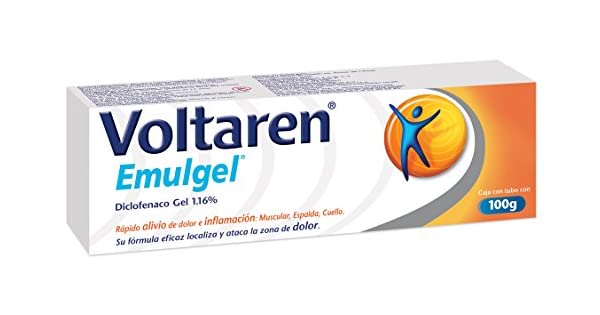 Voltaren®
Emulgel®
Diclofenaco Gel 1.16%
Rápido alivio de dolor e inflamación: Muscular, Espalda, Cuello.
Su fórmula eficaz localiza y ataca la zona de dolor.
Caja con tubo con
100g